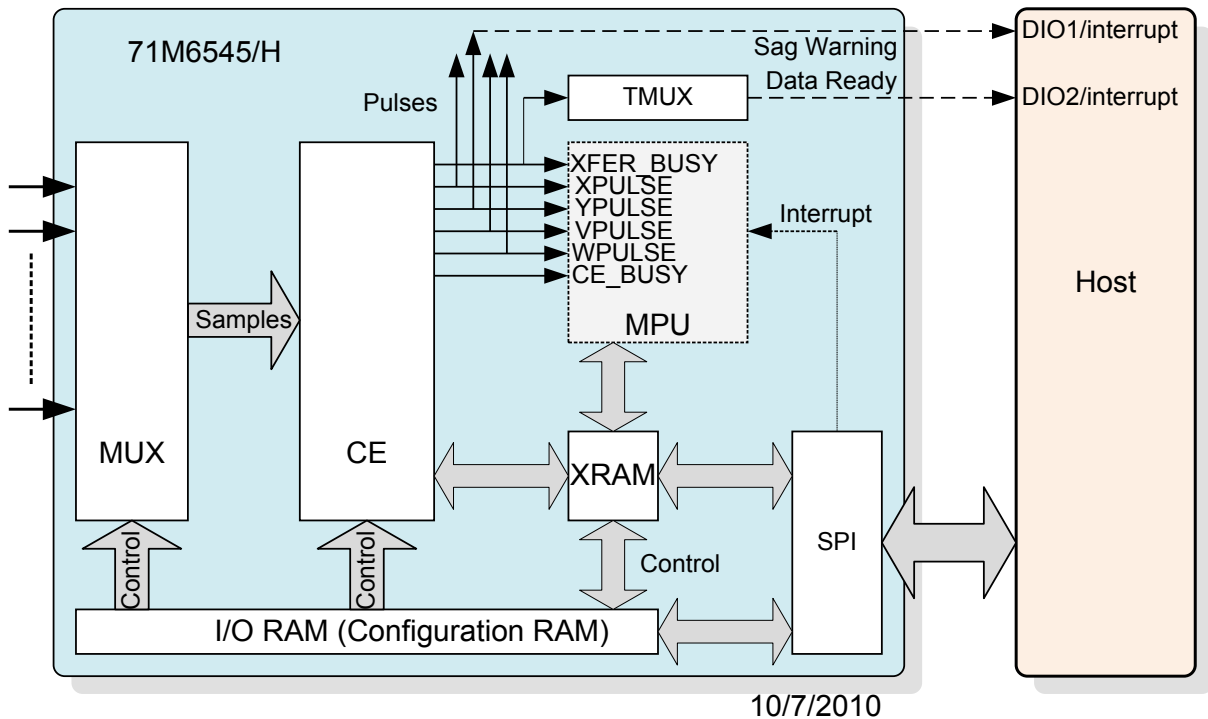 71M6545/H
Pulses
Sag Warning
Data Ready
DIO1/interrupt
DIO2/interrupt
TMUX
XFER_BUSY
XPULSE
YPULSE
VPULSE
WPULSE
CE_BUSY
MPU
Interrupt
Host
Samples
MUX
CE
XRAM
SPI
Control
Control
Control
I/O RAM (Configuration RAM)
10/7/2010